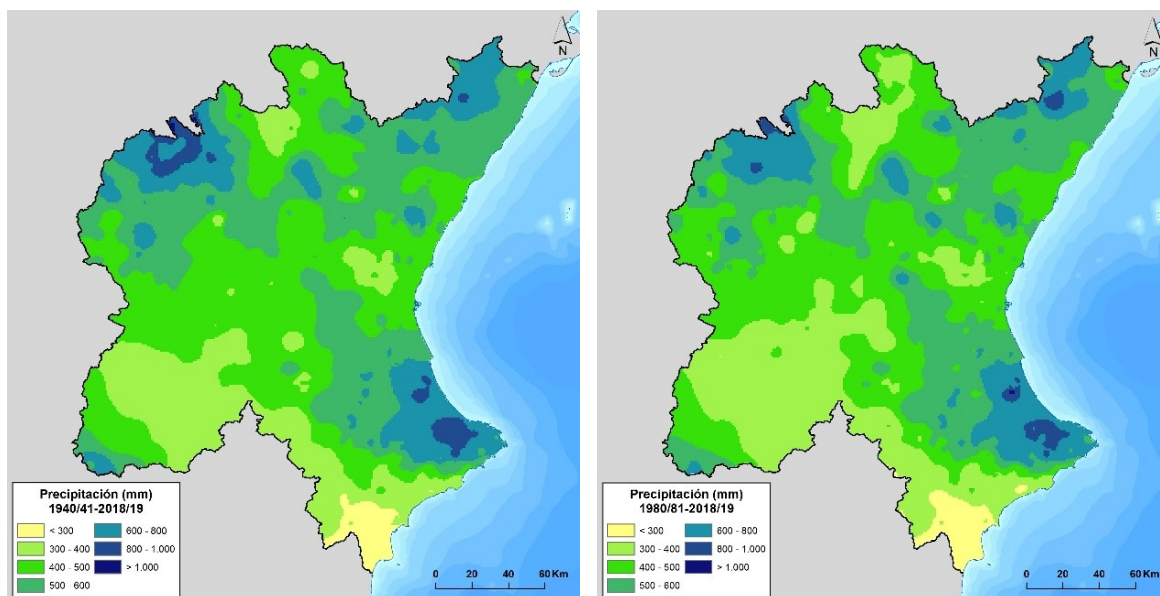 N
Precipitación (mm)
1940/41-2018/19
< 300
600 - 800
300 - 400
800 - 1.000
400 - 500
> 1.000
500 - 600
0 20 40 60 Km
N
Precipitación (mm)
1980/81-2018/19
< 300
600 - 800
300 - 400
800 - 1.000
400 - 500
> 1.000
500 - 600
0 20 40 60 Km